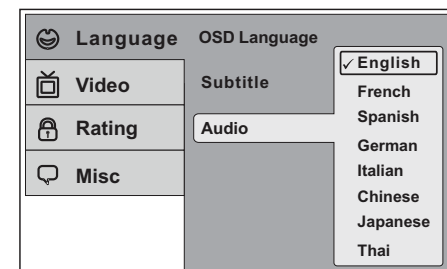 Language
Video
Rating
Misc
OSD Language
Subtitle
Audio
English
French
Spanish
German
Italian
Chinese
Japanese
Thai